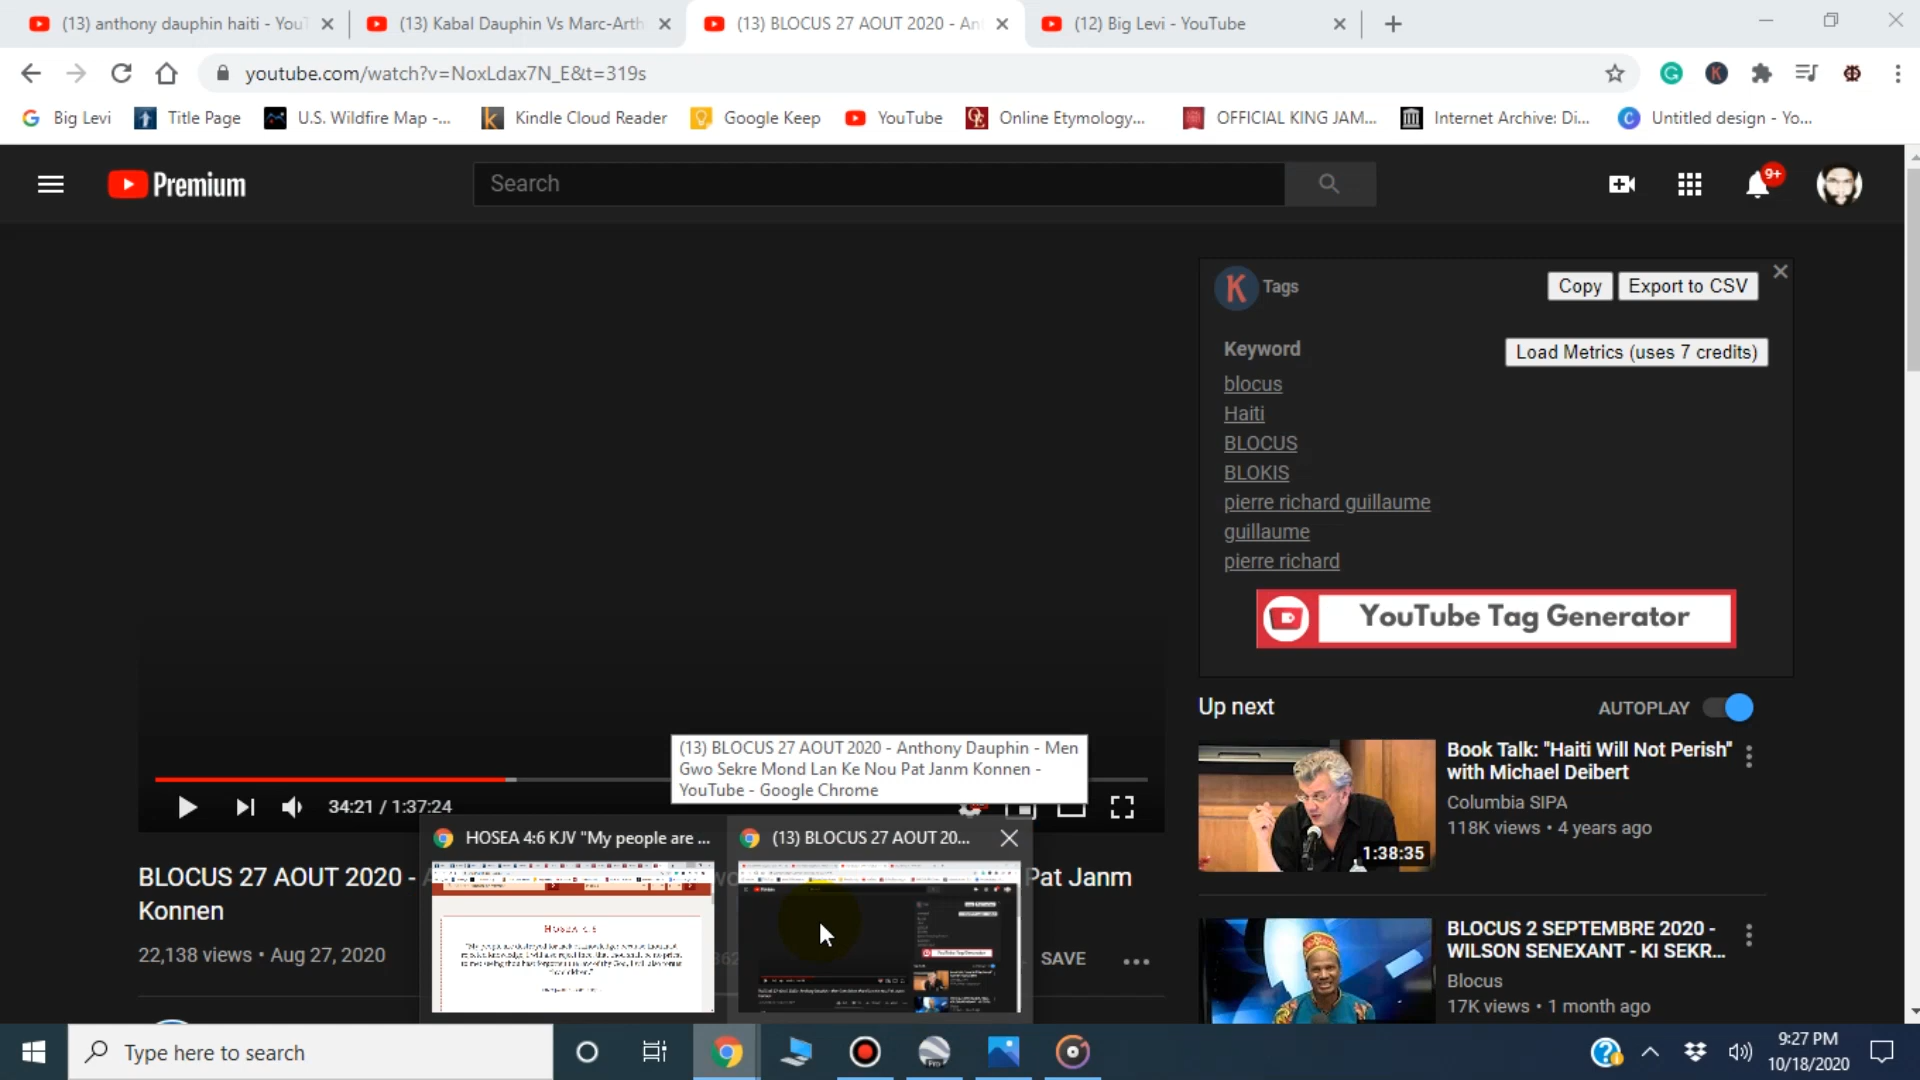 (13) anthony dauphin haiti - You
(13) Kabal Dauphin Vs Marc-Arth
(13) BLOCUS 27 AOUT 2020 - An
(12) Big Levi - YouTube
youtube.com/watch?v=NoxLdax7N_E&t=319s
Big Levi
Title Page
U.S. Wildfire Map -...
Kindle Cloud Reader
Google Keep
YouTube
Online Etymology...
OFFICIAL KING JAM...
Internet Archive: Di...
Untitled design - Yo...
Premium
Search
9+
K Tags
Copy
Export to CSV
Keyword
Load Metrics (uses 7 credits)
blocus
Haiti
BLOCUS
BLOKIS
pierre richard guillaume
guillaume
pierre richard
YouTube Tag Generator
Up next
AUTOPLAY
Book Talk: "Haiti Will Not Perish"
with Michael Deibert
Columbia SIPA
118K views • 4 years ago
1:38:35
BLOCUS 2 SEPTEMBRE 2020 -
WILSON SENEXANT - KI SEKR...
Blocus
17K views • 1 month ago
(13) BLOCUS 27 AOUT 2020 - Anthony Dauphin - Men
Gwo Sekre Mond Lan Ke Nou Pat Janm Konnen -
YouTube - Google Chrome
34:21 / 1:37:24
HOSEA 4:6 KJV "My people are ...
(13) BLOCUS 27 AOUT 20...
BLOCUS 27 AOUT 2020 -
Pat Janm
Konnen
22,138 views • Aug 27, 2020
SAVE
HOSEA 4:6
Type here to search
9:27 PM
10/18/2020